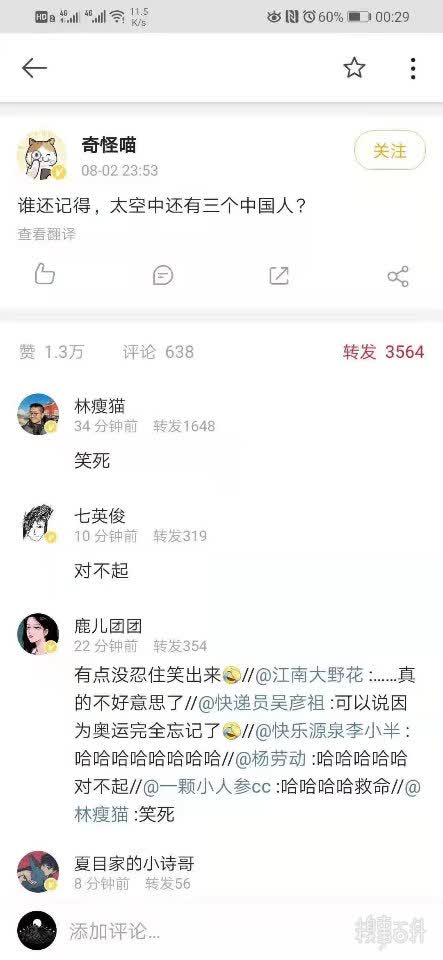 HD 4G 4G 11.5 K/s 60% 00:29
奇怪喵
08-02 23:53
关注
谁还记得，太空中还有三个中国人？
查看翻译
赞 1.3万 评论 638 转发 3564
林瘦猫
34 分钟前 转发1648
笑死
七英俊
10 分钟前 转发319
对不起
鹿儿团团
22 分钟前 转发354
有点没忍住笑出来//@江南大野花 :......真
的不好意思了//@快递员吴彦祖 :可以说因
为奥运完全忘记了//@快乐源泉李小半 :
哈哈哈哈哈哈哈哈//@杨劳动 :哈哈哈哈哈
对不起//@一颗小人参cc :哈哈哈哈救命//@
林瘦猫 :笑死
夏目家的小诗哥
8 分钟前 转发56
添加评论...
糗事百科